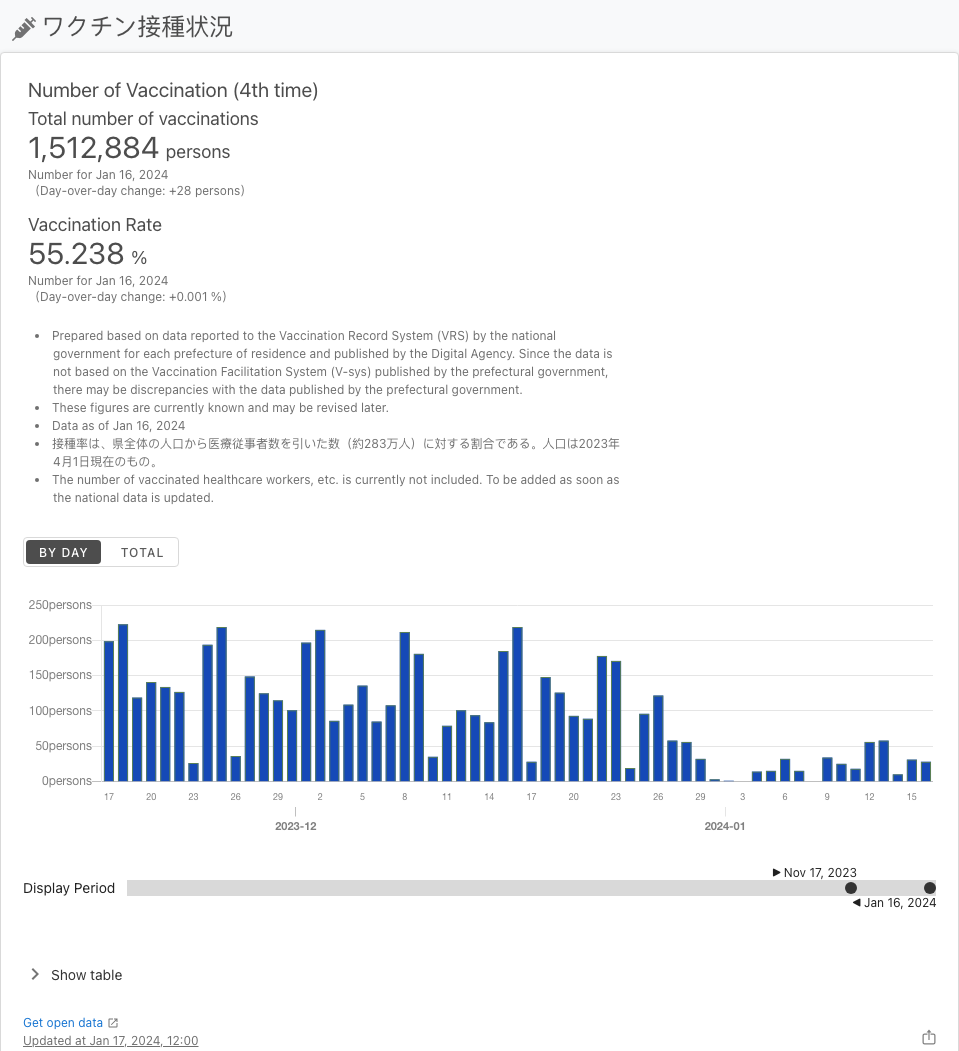 ワクチン接種状況
Number of Vaccination (4th time)
Total number of vaccinations
1,512,884 persons
Number for Jan 16, 2024
(Day-over-day change: +28 persons)
Vaccination Rate
55.238 %
Number for Jan 16, 2024
(Day-over-day change: +0.001 %)
• Prepared based on data reported to the Vaccination Record System (VRS) by the national
government for each prefecture of residence and published by the Digital Agency. Since the data is
not based on the Vaccination Facilitation System (V-sys) published by the prefectural government,
there may be discrepancies with the data published by the prefectural government.
• These figures are currently known and may be revised later.
• Data as of Jan 16, 2024
• 接種率は、県全体の人口から医療従事者数を引いた数（約283万人）に対する割合である。人口は2023年
4月1日現在のもの。
• The number of vaccinated healthcare workers, etc. is currently not included. To be added as soon as
the national data is updated.
BY DAY TOTAL
250persons
200persons
150persons
100persons
50persons
0persons
17 20 23 26 29 2 5 8 11 14 17 20 23 26 29 3 6 9 12 15
2023-12 2024-01
▶ Nov 17, 2023
Display Period
◀ Jan 16, 2024
Show table
Get open data
Updated at Jan 17, 2024, 12:00